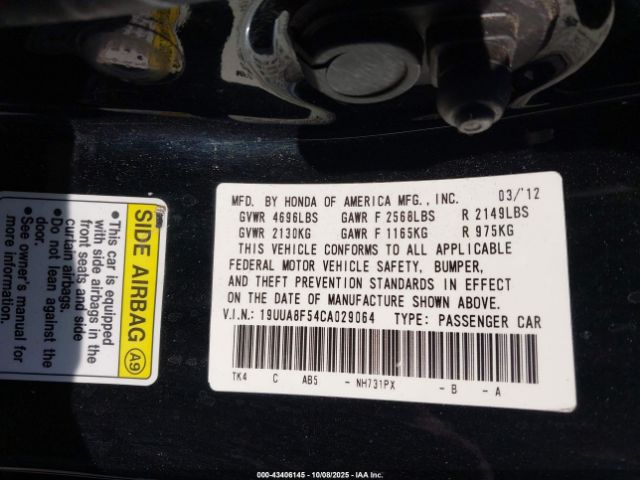 MFD. BY HONDA OF AMERICA MFG., INC. 03/'12
GVWR 4696LBS GAWR F 2568LBS R 2149LBS
GVWR 2130KG GAWR F 1165KG R 975KG
THIS VEHICLE CONFORMS TO ALL APPLICABLE
FEDERAL MOTOR VEHICLE SAFETY, BUMPER,
AND THEFT PREVENTION STANDARDS IN EFFECT
ON THE DATE OF MANUFACTURE SHOWN ABOVE.
V.I.N.: 19UUA8F54CA029064 TYPE: PASSENGER CAR
TK4 C AB5 - NH731PX - B - A
SIDE AIRBAG A9
•This car is equipped
with side airbags in the
front seats and side
curtain airbags.
•Do not lean against the
door.
•See owner's manual for
more information.
000-43406145 - 10/08/2025 - IAA Inc.